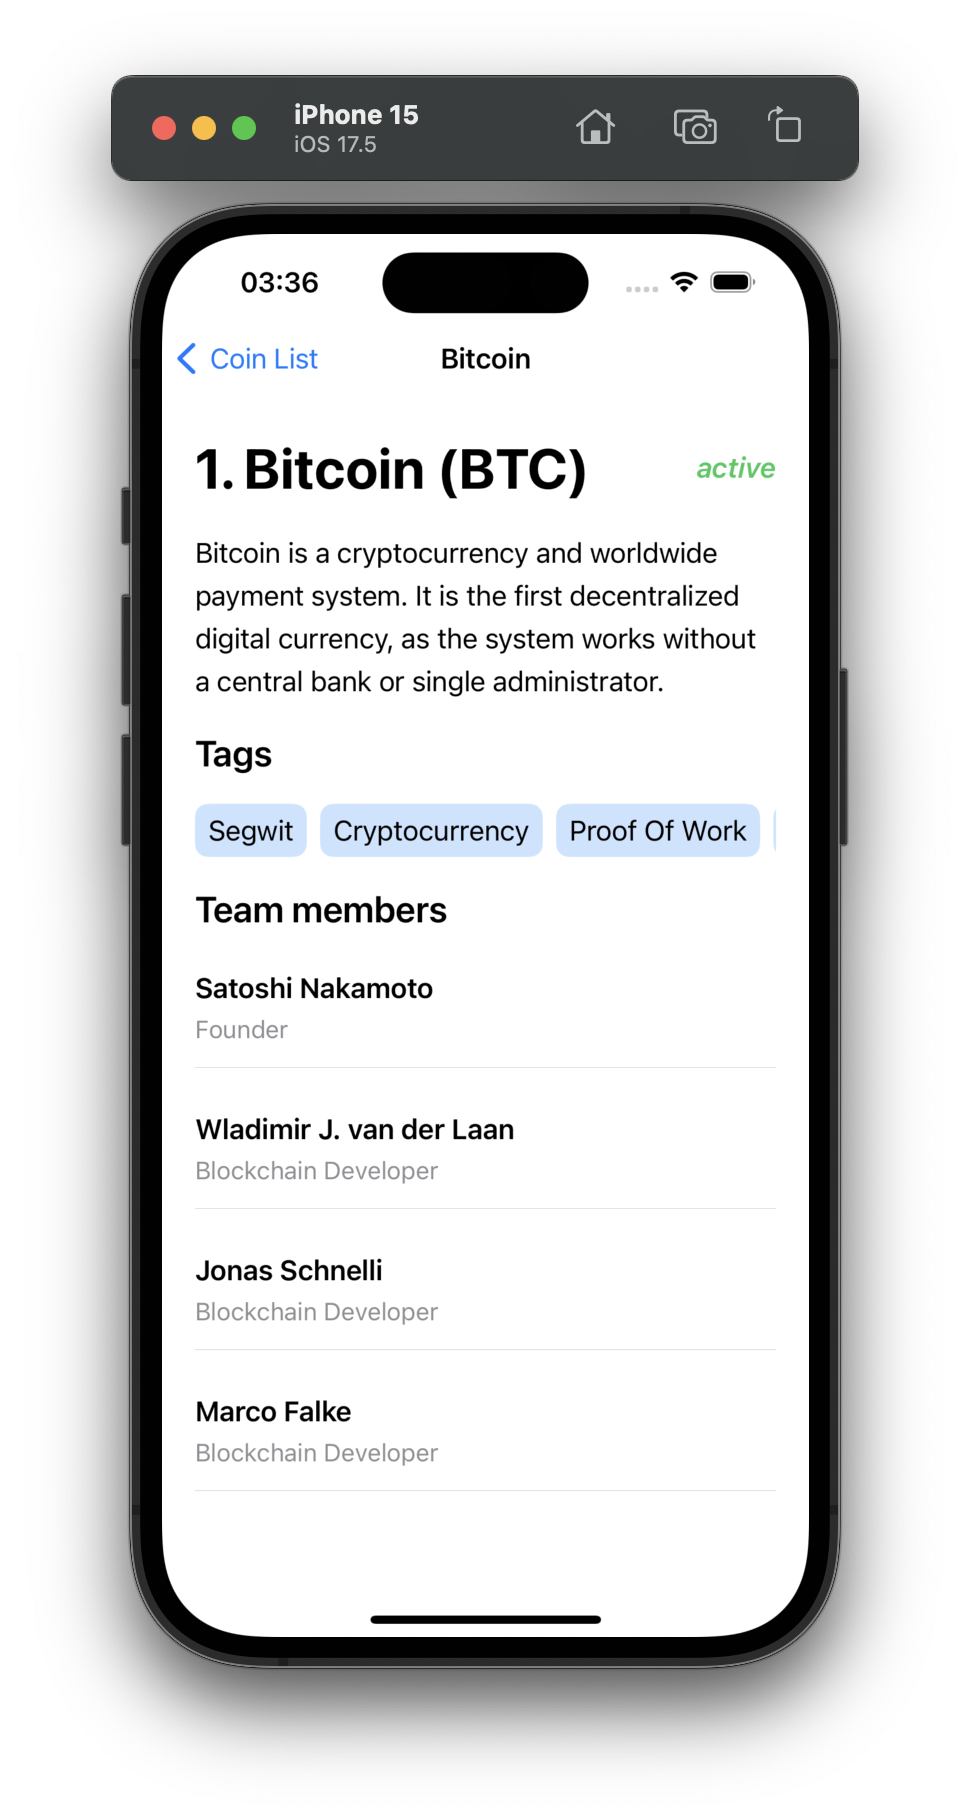 iPhone 15
iOS 17.5
03:36
Coin List
Bitcoin
1. Bitcoin (BTC)
active
Bitcoin is a cryptocurrency and worldwide
payment system. It is the first decentralized
digital currency, as the system works without
a central bank or single administrator.
Tags
Segwit
Cryptocurrency
Proof Of Work
Team members
Satoshi Nakamoto
Founder
Wladimir J. van der Laan
Blockchain Developer
Jonas Schnelli
Blockchain Developer
Marco Falke
Blockchain Developer